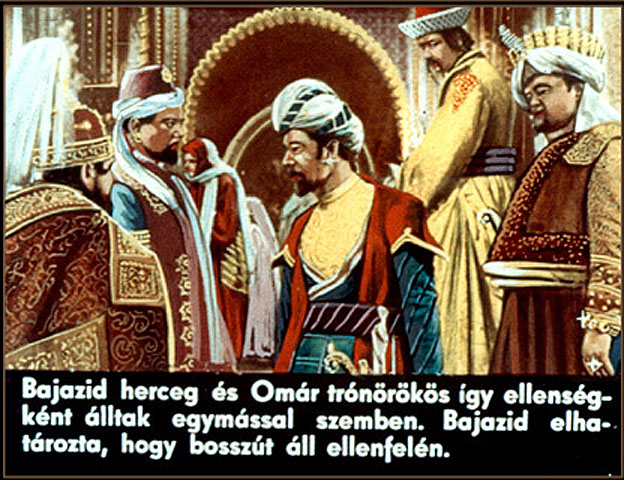 Bajazid herceg és Omár trónörökös így ellenség-
ként álltak egymással szemben. Bajazid elha-
tározta, hogy bosszút áll ellenfelén.